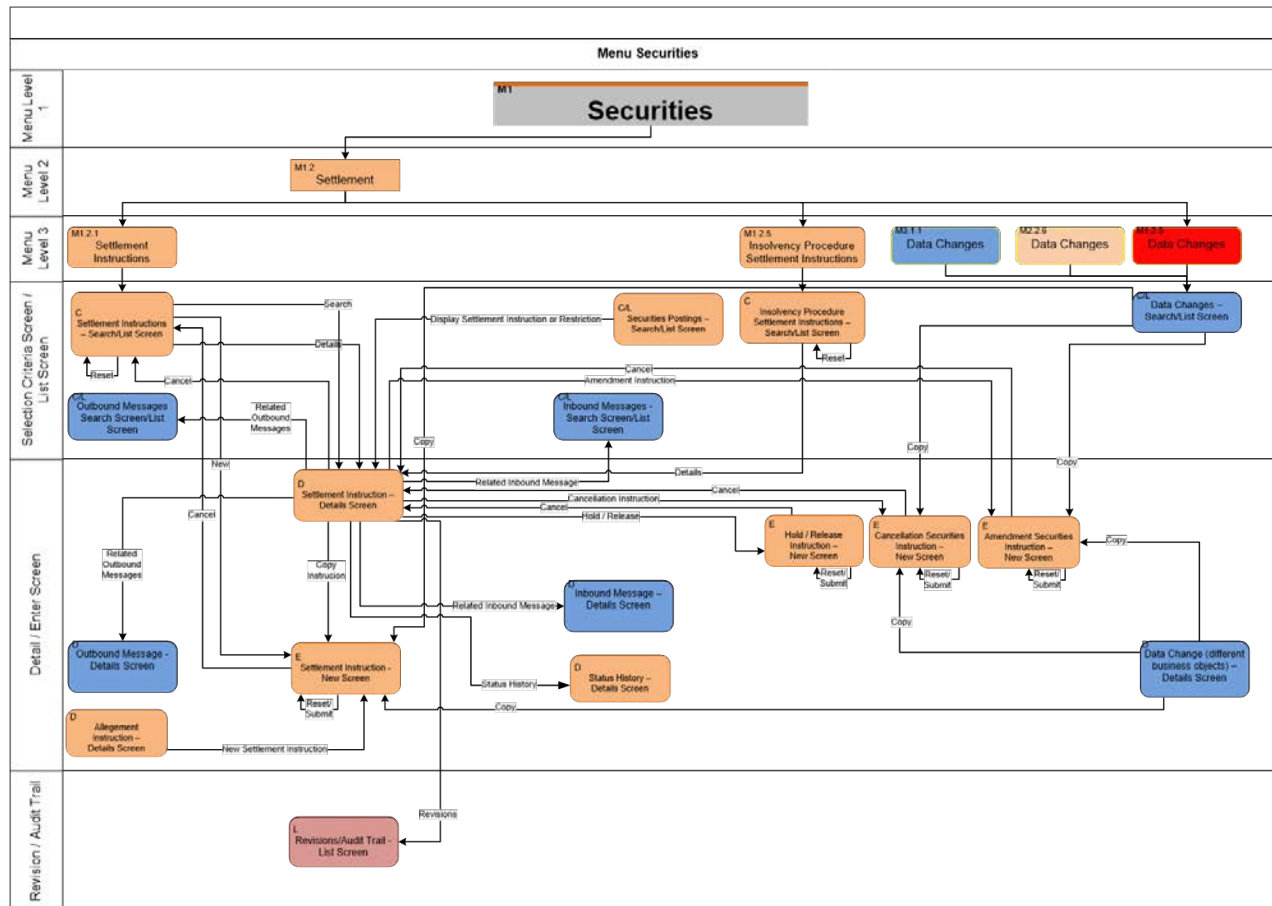 Menu Securities
Menu Level
1
M1
Securities
Menu
Level 2
M1.2
Settlement
Menu
Level 3
M1.2.1
Settlement
Instructions
M1.2.5
Insolvency Procedure
Settlement Instructions
M3.1.1
Data Changes
M2.2.6
Data Changes
Data Changes
Selection Criteria Screen /
List Screen
C
Settlement Instructions
– Search/List Screen
Reset
Search
Details
Cancel
Display Settlement Instruction or Restriction
C/L
Securities Postings –
Search/List Screen
C
Insolvency Procedure
Settlement Instructions –
Search/List Screen
Reset
C/L
Data Changes –
Search/List Screen
Cancel
Amendment Instruction
C/L
Outbound Messages
Search Screen/List
Screen
Related
Outbound
Messages
C/L
Inbound Messages -
Search Screen/List
Screen
Copy
Copy
Copy
New
Cancel
Detail / Enter Screen
D
Settlement Instruction –
Details Screen
Details
Related Inbound Message
Cancel
Cancellation Instruction
Cancel
Hold / Release
E
Hold / Release
Instruction –
New Screen
Reset/
Submit
E
Cancellation Securities
Instruction –
New Screen
Reset/
Submit
E
Amendment Securities
Instruction –
New Screen
Reset/
Submit
Copy
Related
Outbound
Messages
Copy
Instrucion
D
Inbound Message –
Details Screen
Related Inbound Message
Copy
D
Outbound Message -
Details Screen
E
Settlement Instruction -
New Screen
Reset/
Submit
Status History
D
Status History –
Details Screen
D
Data Change (different
business objects) –
Details Screen
Copy
D
Allegement
Instruction –
Details Screen
New Settlement Instruction
Revision / Audit Trail
Revisions
L
Revisions/Audit Trail -
List Screen